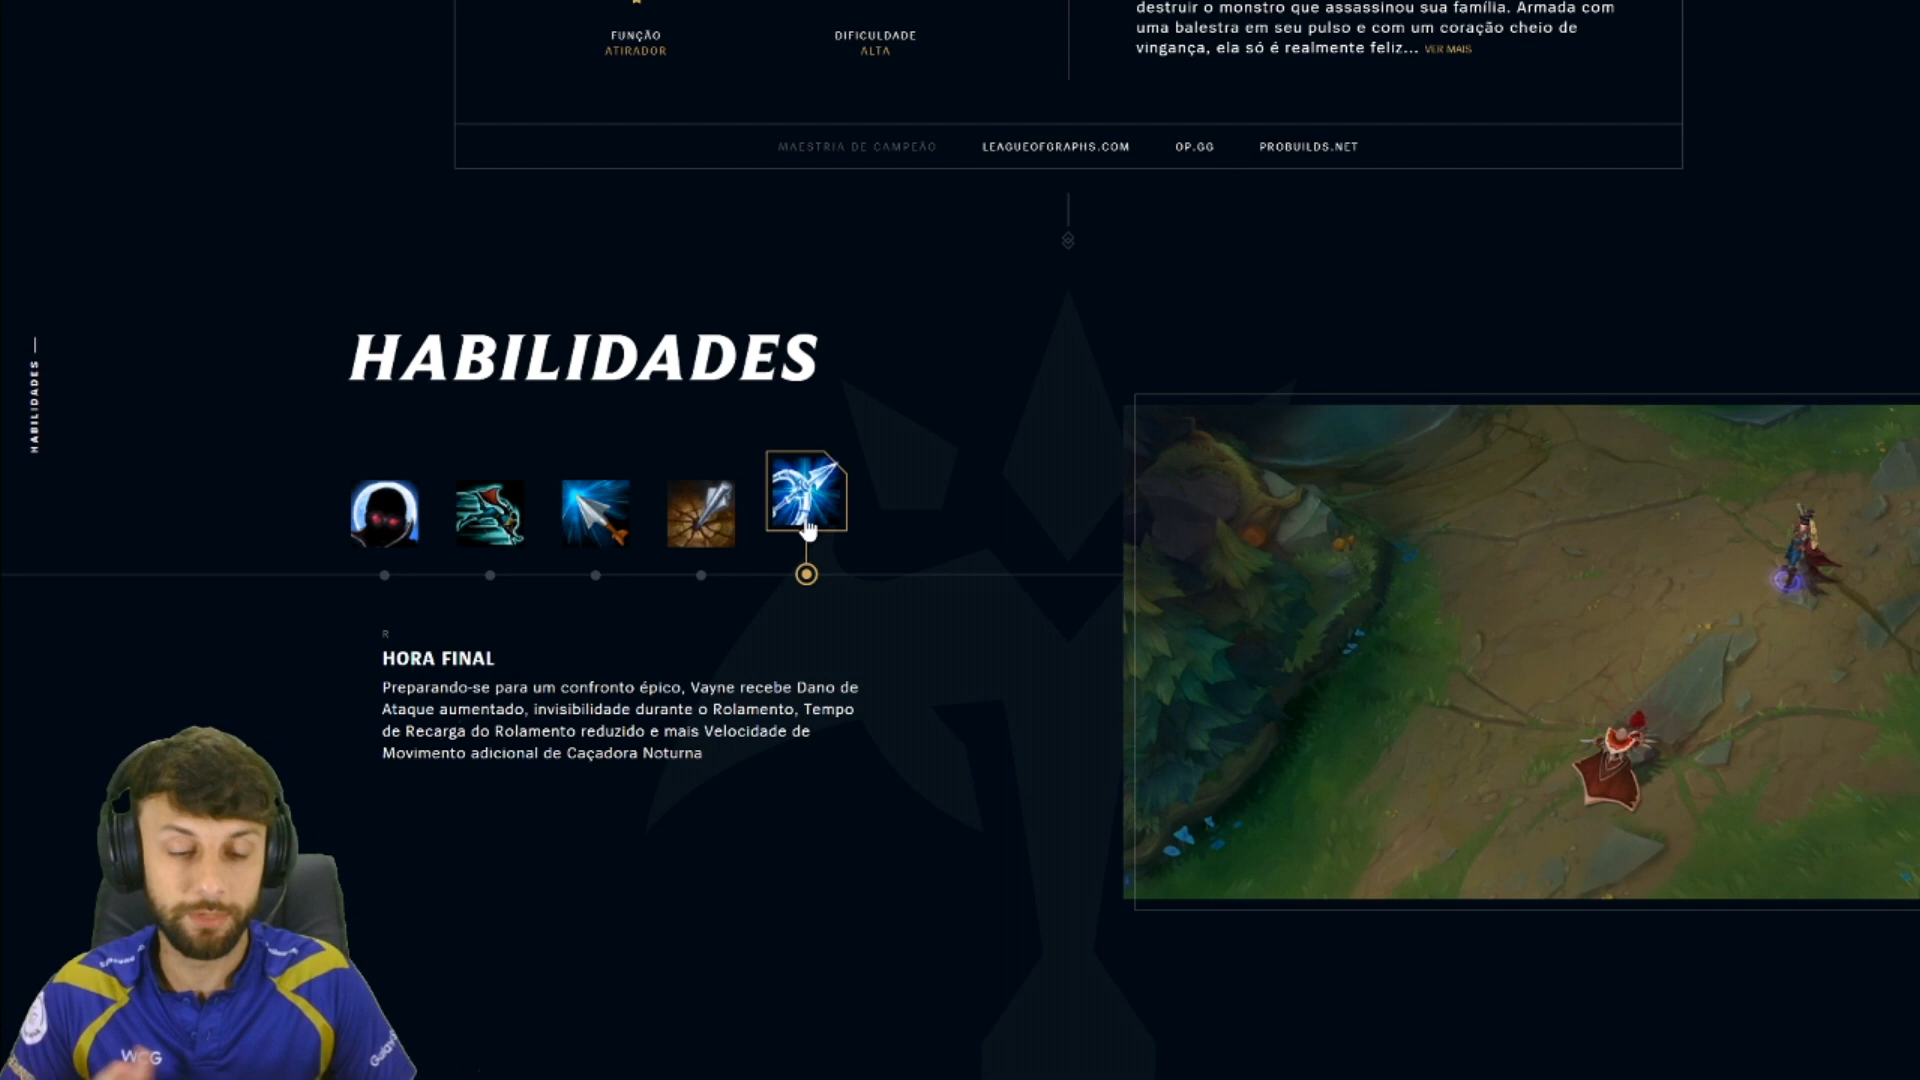 destruir o monstro que assassinou sua família. Armada com
uma balestra em seu pulso e com um coração cheio de
vingança, ela só é realmente feliz... VER MAIS
FUNÇÃO
ATIRADOR
DIFICULDADE
ALTA
MAESTRIA DE CAMPEÃO LEAGUEOFGRAPHS.COM OP.GG PROBUILDS.NET
HABILIDADES
HABILIDADES
R
HORA FINAL
Preparando-se para um confronto épico, Vayne recebe Dano de
Ataque aumentado, invisibilidade durante o Rolamento, Tempo
de Recarga do Rolamento reduzido e mais Velocidade de
Movimento adicional de Caçadora Noturna
WCG